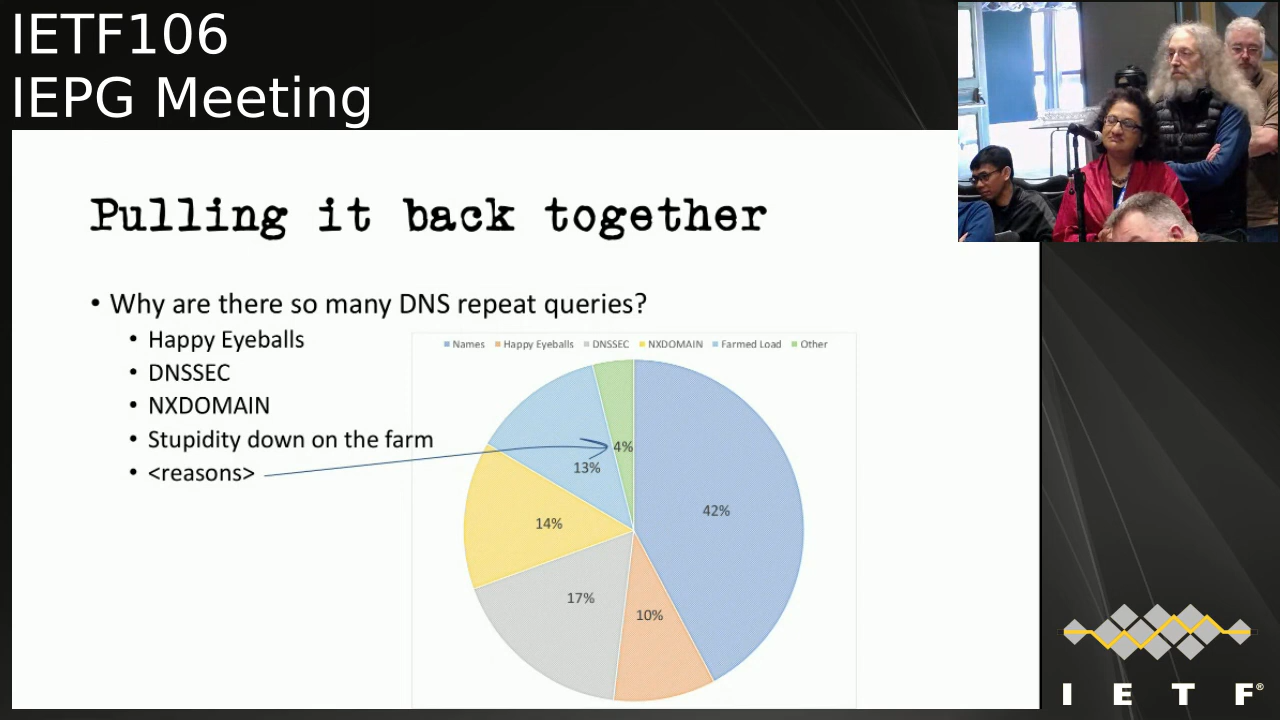 IETF106
IEPG Meeting
Pulling it back together
• Why are there so many DNS repeat queries?
• Happy Eyeballs
• DNSSEC
• NXDOMAIN
• Stupidity down on the farm
• <reasons>
Names Happy Eyeballs DNSSEC NXDOMAIN Farmed Load Other
4%
13%
42%
14%
17%
10%
I E T F®